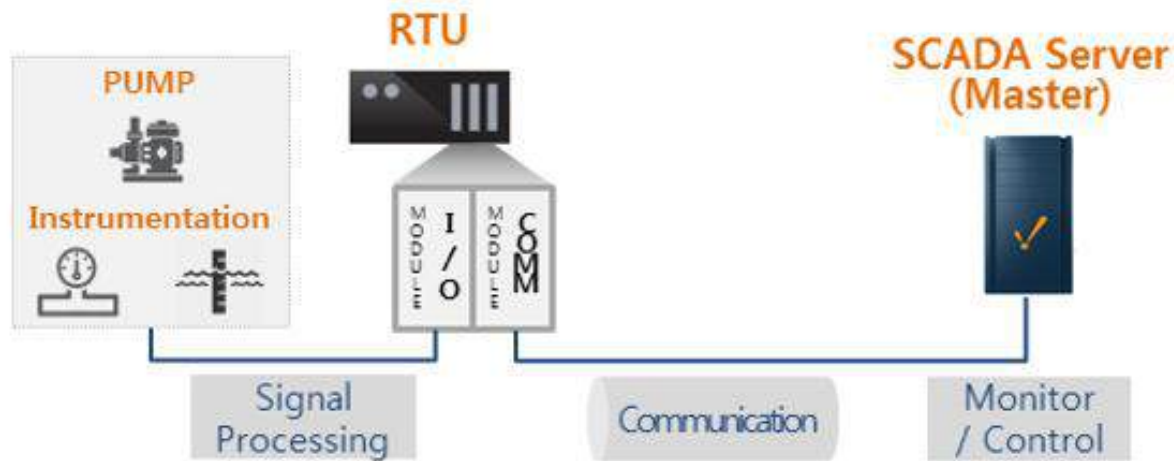 RTU
SCADA Server
(Master)
PUMP
Instrumentation
MODULE
I/O
MODULE
COMM
Signal
Processing
Communication
Monitor
/ Control